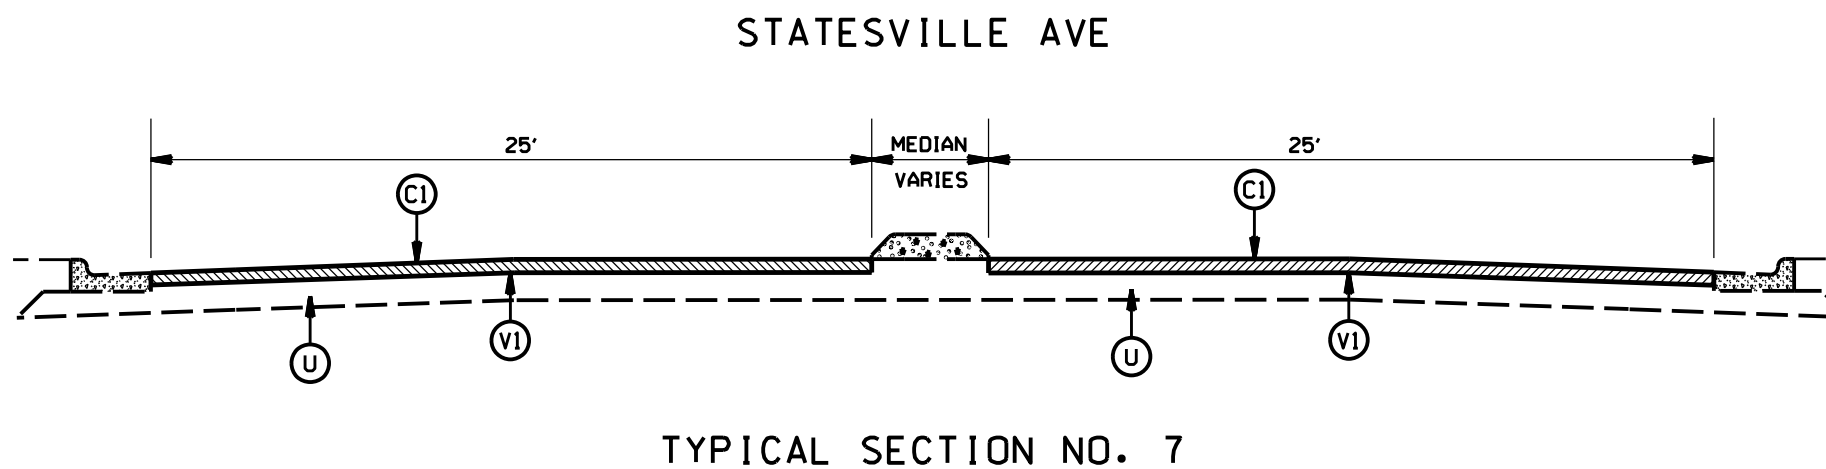 STATESVILLE AVE
25'
MEDIAN
VARIES
25'
C1
C1
U
V1
U
V1
TYPICAL SECTION NO. 7